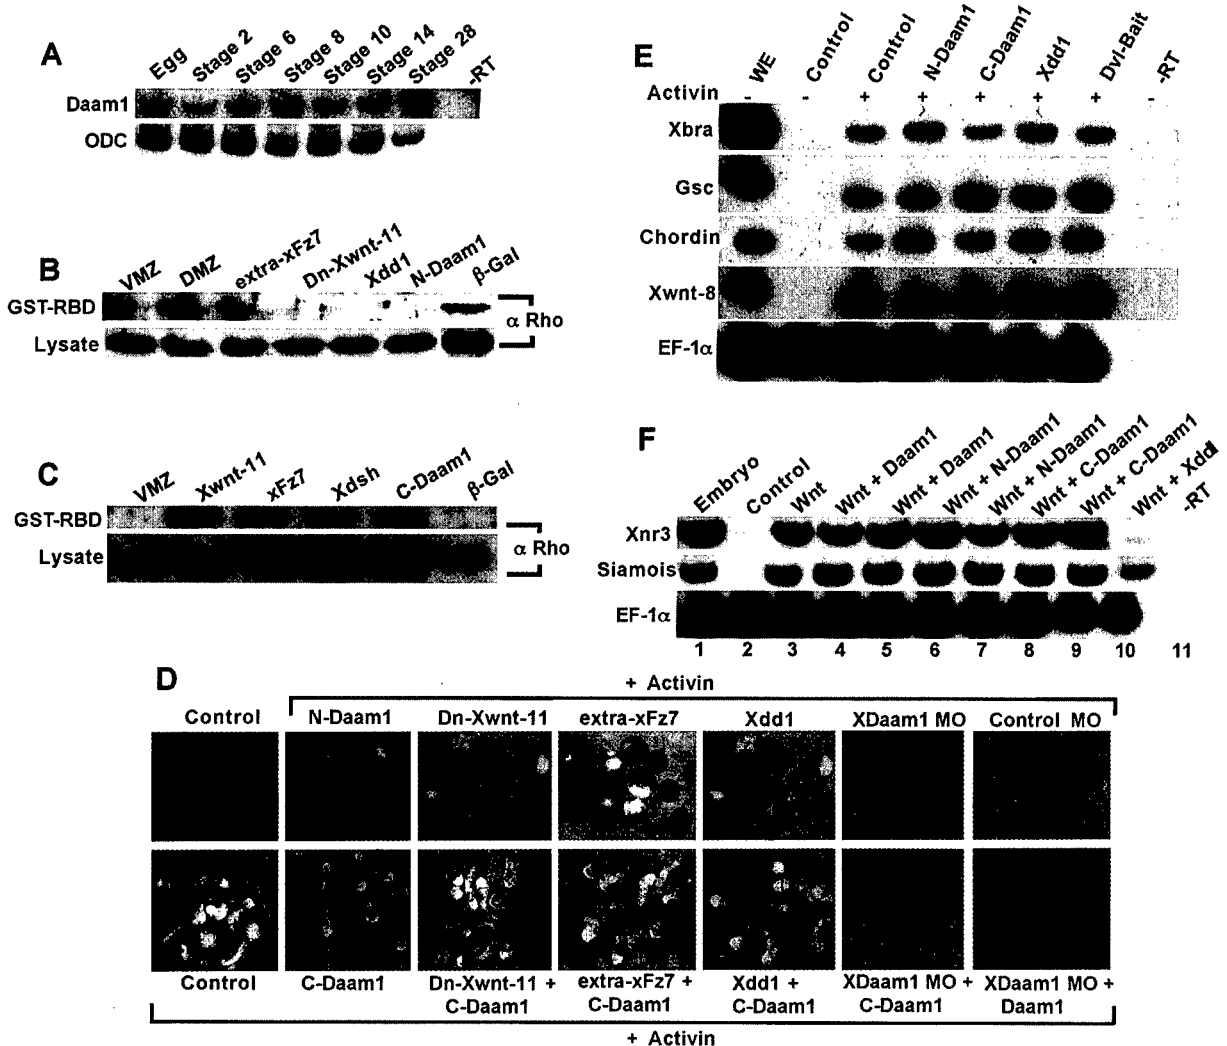 A
Egg Stage 2 Stage 6 Stage 8 Stage 10 Stage 14 Stage 28 -RT
Daam1
ODC
B
VMZ DMZ extra-xFz7 Dn-Xwnt-11 Xdd1 N-Daam1 β-Gal
GST-RBD
α Rho
Lysate
C
VMZ Xwnt-11 xFz7 Xdsh C-Daam1 β-Gal
GST-RBD
α Rho
Lysate
E
WE Control Control N-Daam1 C-Daam1 Xdd1 Dvl-Bait -RT
Activin - - + + + + + -
Xbra
Gsc
Chordin
Xwnt-8
EF-1α
F
Embryo Control Wnt Wnt + Daam1 Wnt + Daam1 Wnt + N-Daam1 Wnt + N-Daam1 Wnt + C-Daam1 Wnt + C-Daam1 Wnt + Xddl -RT
Xnr3
Siamois
EF-1α
1 2 3 4 5 6 7 8 9 10 11
D
+ Activin
Control N-Daam1 Dn-Xwnt-11 extra-xFz7 Xdd1 XDaam1 MO Control MO
Control C-Daam1 Dn-Xwnt-11 + extra-xFz7 + Xdd1 + XDaam1 MO + XDaam1 MO +
C-Daam1 C-Daam1 C-Daam1 C-Daam1 Daam1
+ Activin